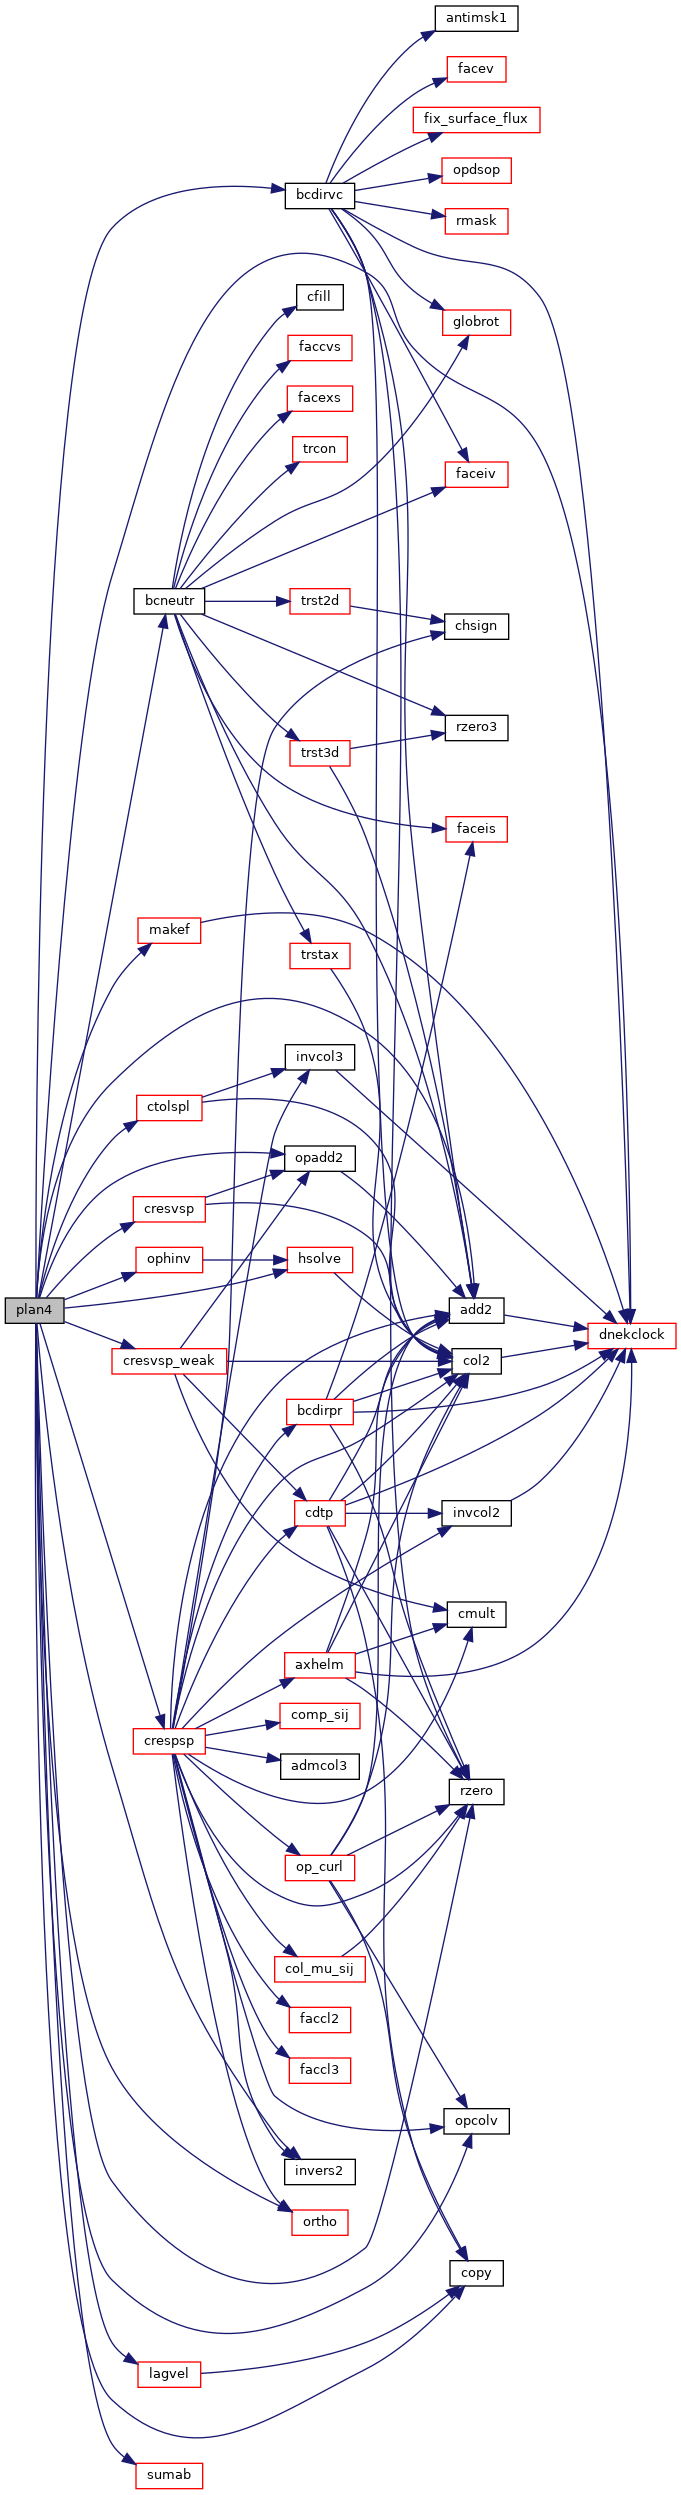 antimsk1
facev
fix_surface_flux
opdsop
bcdirvc
rmask
cfill
globrot
faccvs
facexs
trcon
faceiv
bcneutr
trst2d
chsign
rzero3
trst3d
faceis
makef
trstax
invcol3
ctolspl
opadd2
cresvsp
ophinv
hsolve
plan4
add2
dnekclock
cresvsp_weak
col2
bcdirpr
cdtp
invcol2
cmult
axhelm
comp_sij
crespsp
admcol3
rzero
op_curl
col_mu_sij
faccl2
faccl3
opcolv
invers2
ortho
copy
lagvel
sumab